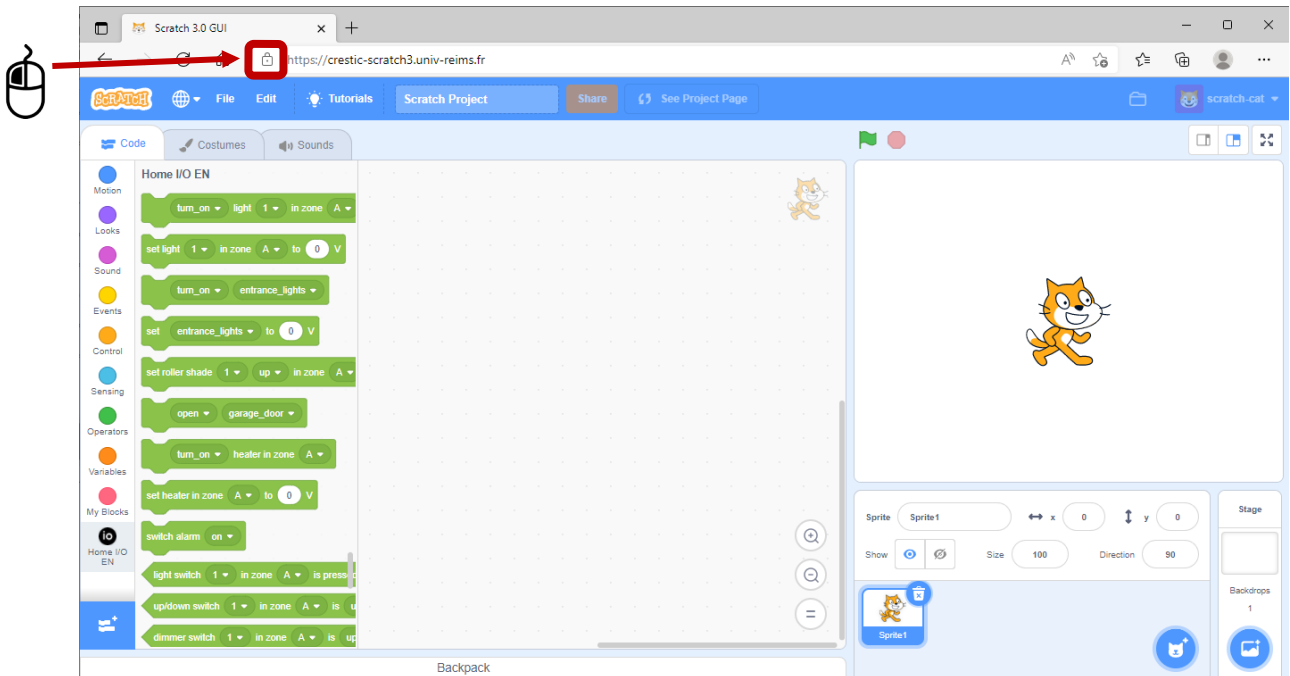 Scratch 3.0 GUI
https://crestic-scratch3.univ-reims.fr
SCRATCH File Edit Tutorials Scratch Project Share See Project Page scratch-cat
Code Costumes Sounds
Motion
Looks
Sound
Events
Control
Sensing
Operators
Variables
My Blocks
io
Home I/O
EN
Home I/O EN
turn_on light 1 in zone A
set light 1 in zone A to 0 V
turn_on entrance_lights
set entrance_lights to 0 V
set roller shade 1 up in zone A
open garage_door
turn_on heater in zone A
set heater in zone A to 0 V
switch alarm on
light switch 1 in zone A is pressed
up/down switch 1 in zone A is u
dimmer switch 1 in zone A is up
Backpack
Sprite Sprite1 x 0 y 0
Show Size 100 Direction 90
Sprite1
Stage
Backdrops
1